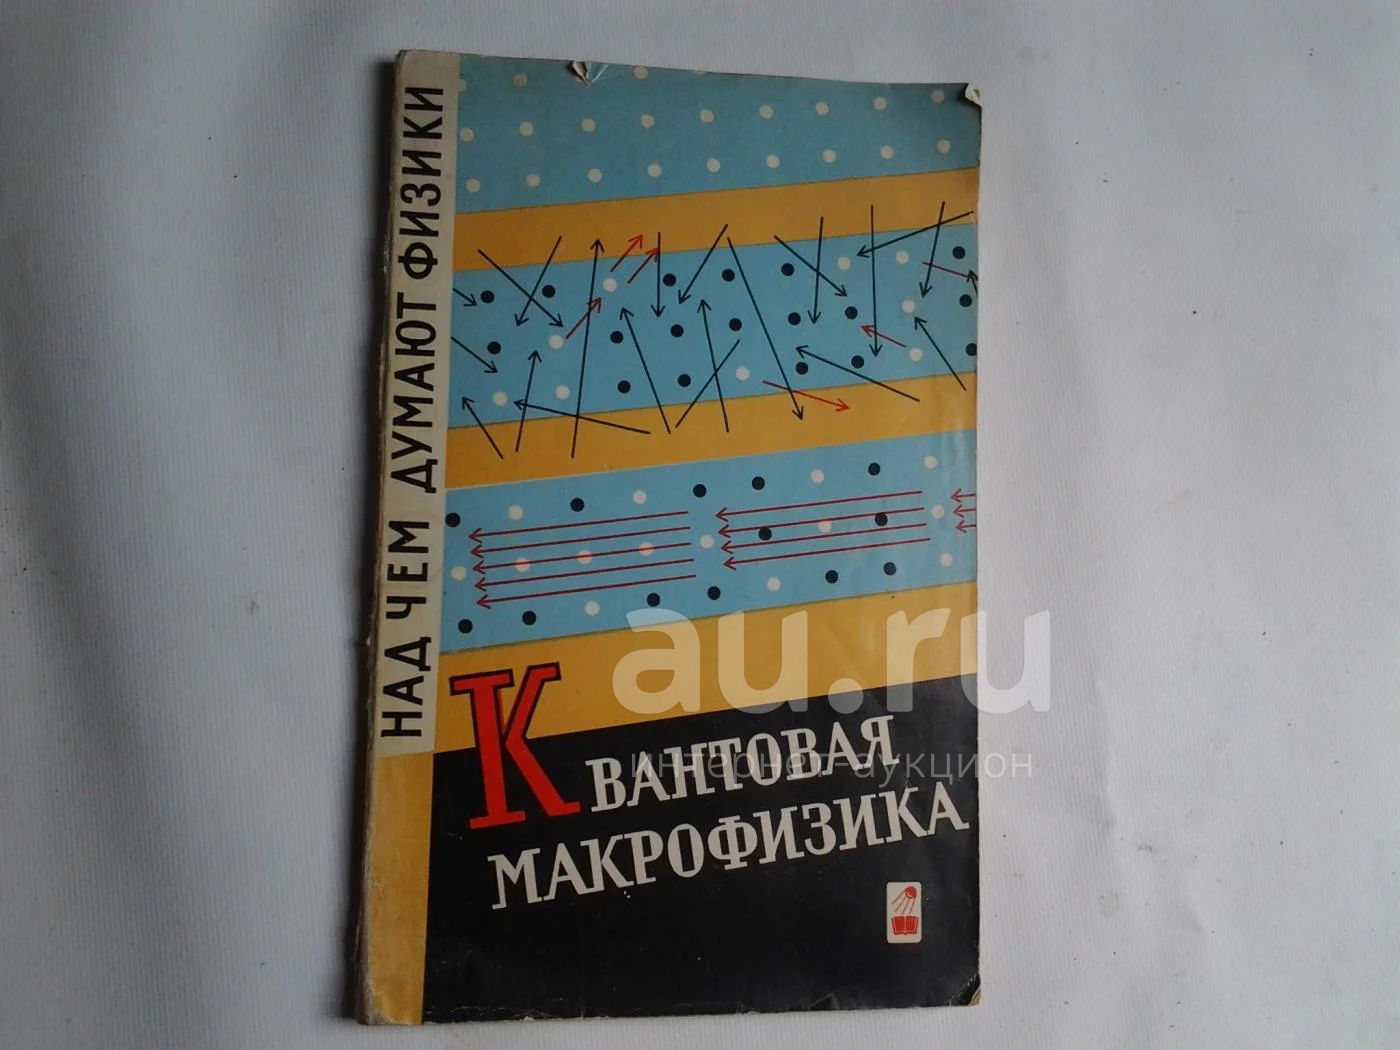 НАД ЧЕМ ДУМАЮТ ФИЗИКИ
КВАНТОВАЯ
МАКРОФИЗИКА
au.ru
интернет-аукцион